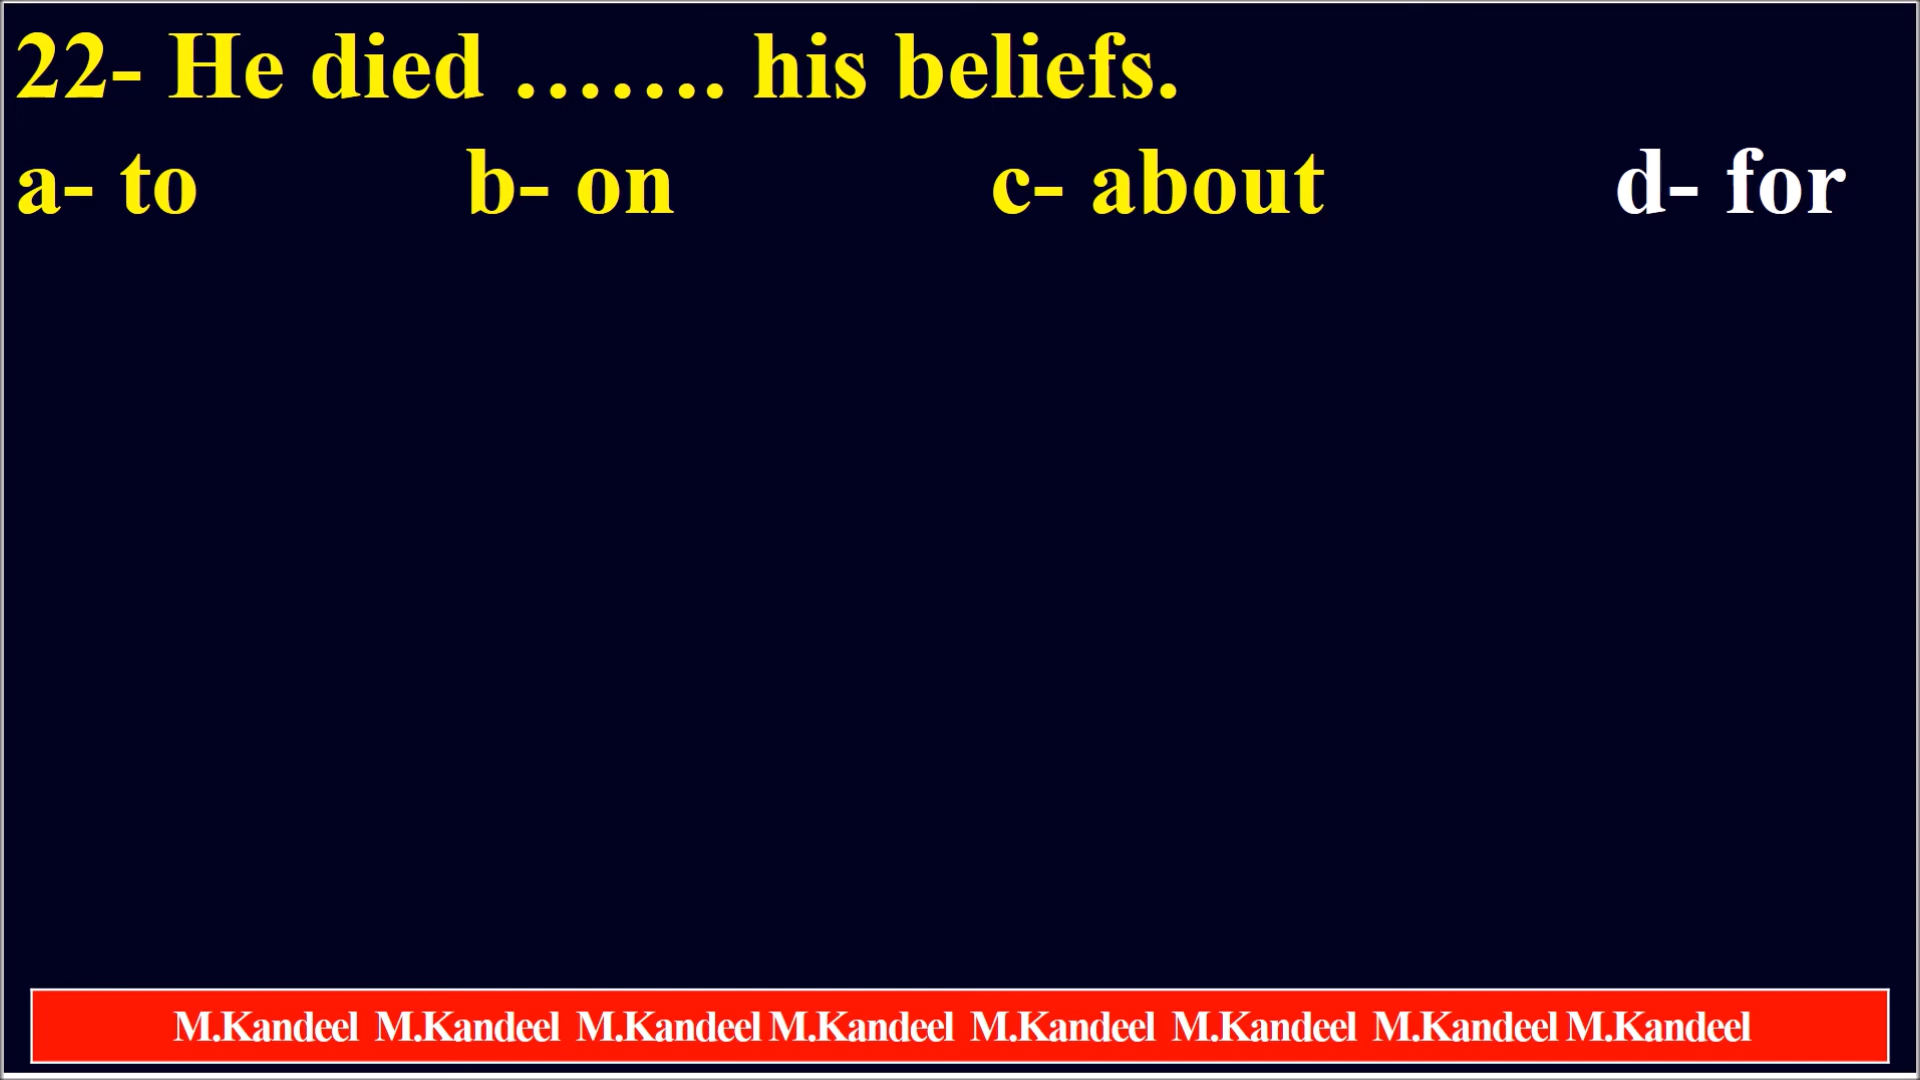 22- He died ....... his beliefs.
a- to b- on c- about d- for
M.Kandeel M.Kandeel M.Kandeel M.Kandeel M.Kandeel M.Kandeel M.Kandeel M.Kandeel